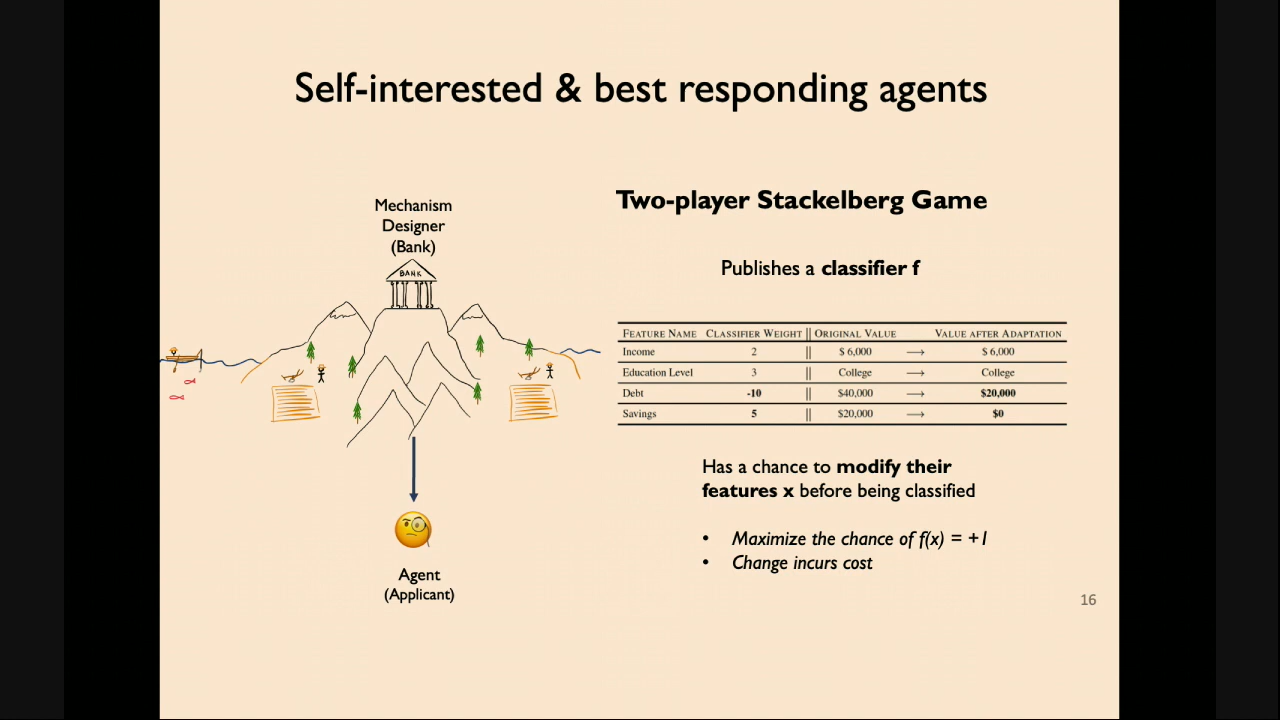 Self-interested & best responding agents
Mechanism
Designer
(Bank)
BANK
Agent
(Applicant)
Two-player Stackelberg Game
Publishes a classifier f
FEATURE NAME CLASSIFIER WEIGHT || ORIGINAL VALUE VALUE AFTER ADAPTATION
Income 2 || $ 6,000 → $ 6,000
Education Level 3 || College → College
Debt -10 || $40,000 → $20,000
Savings 5 || $20,000 → $0
Has a chance to modify their
features x before being classified
• Maximize the chance of f(x) = +1
• Change incurs cost
16